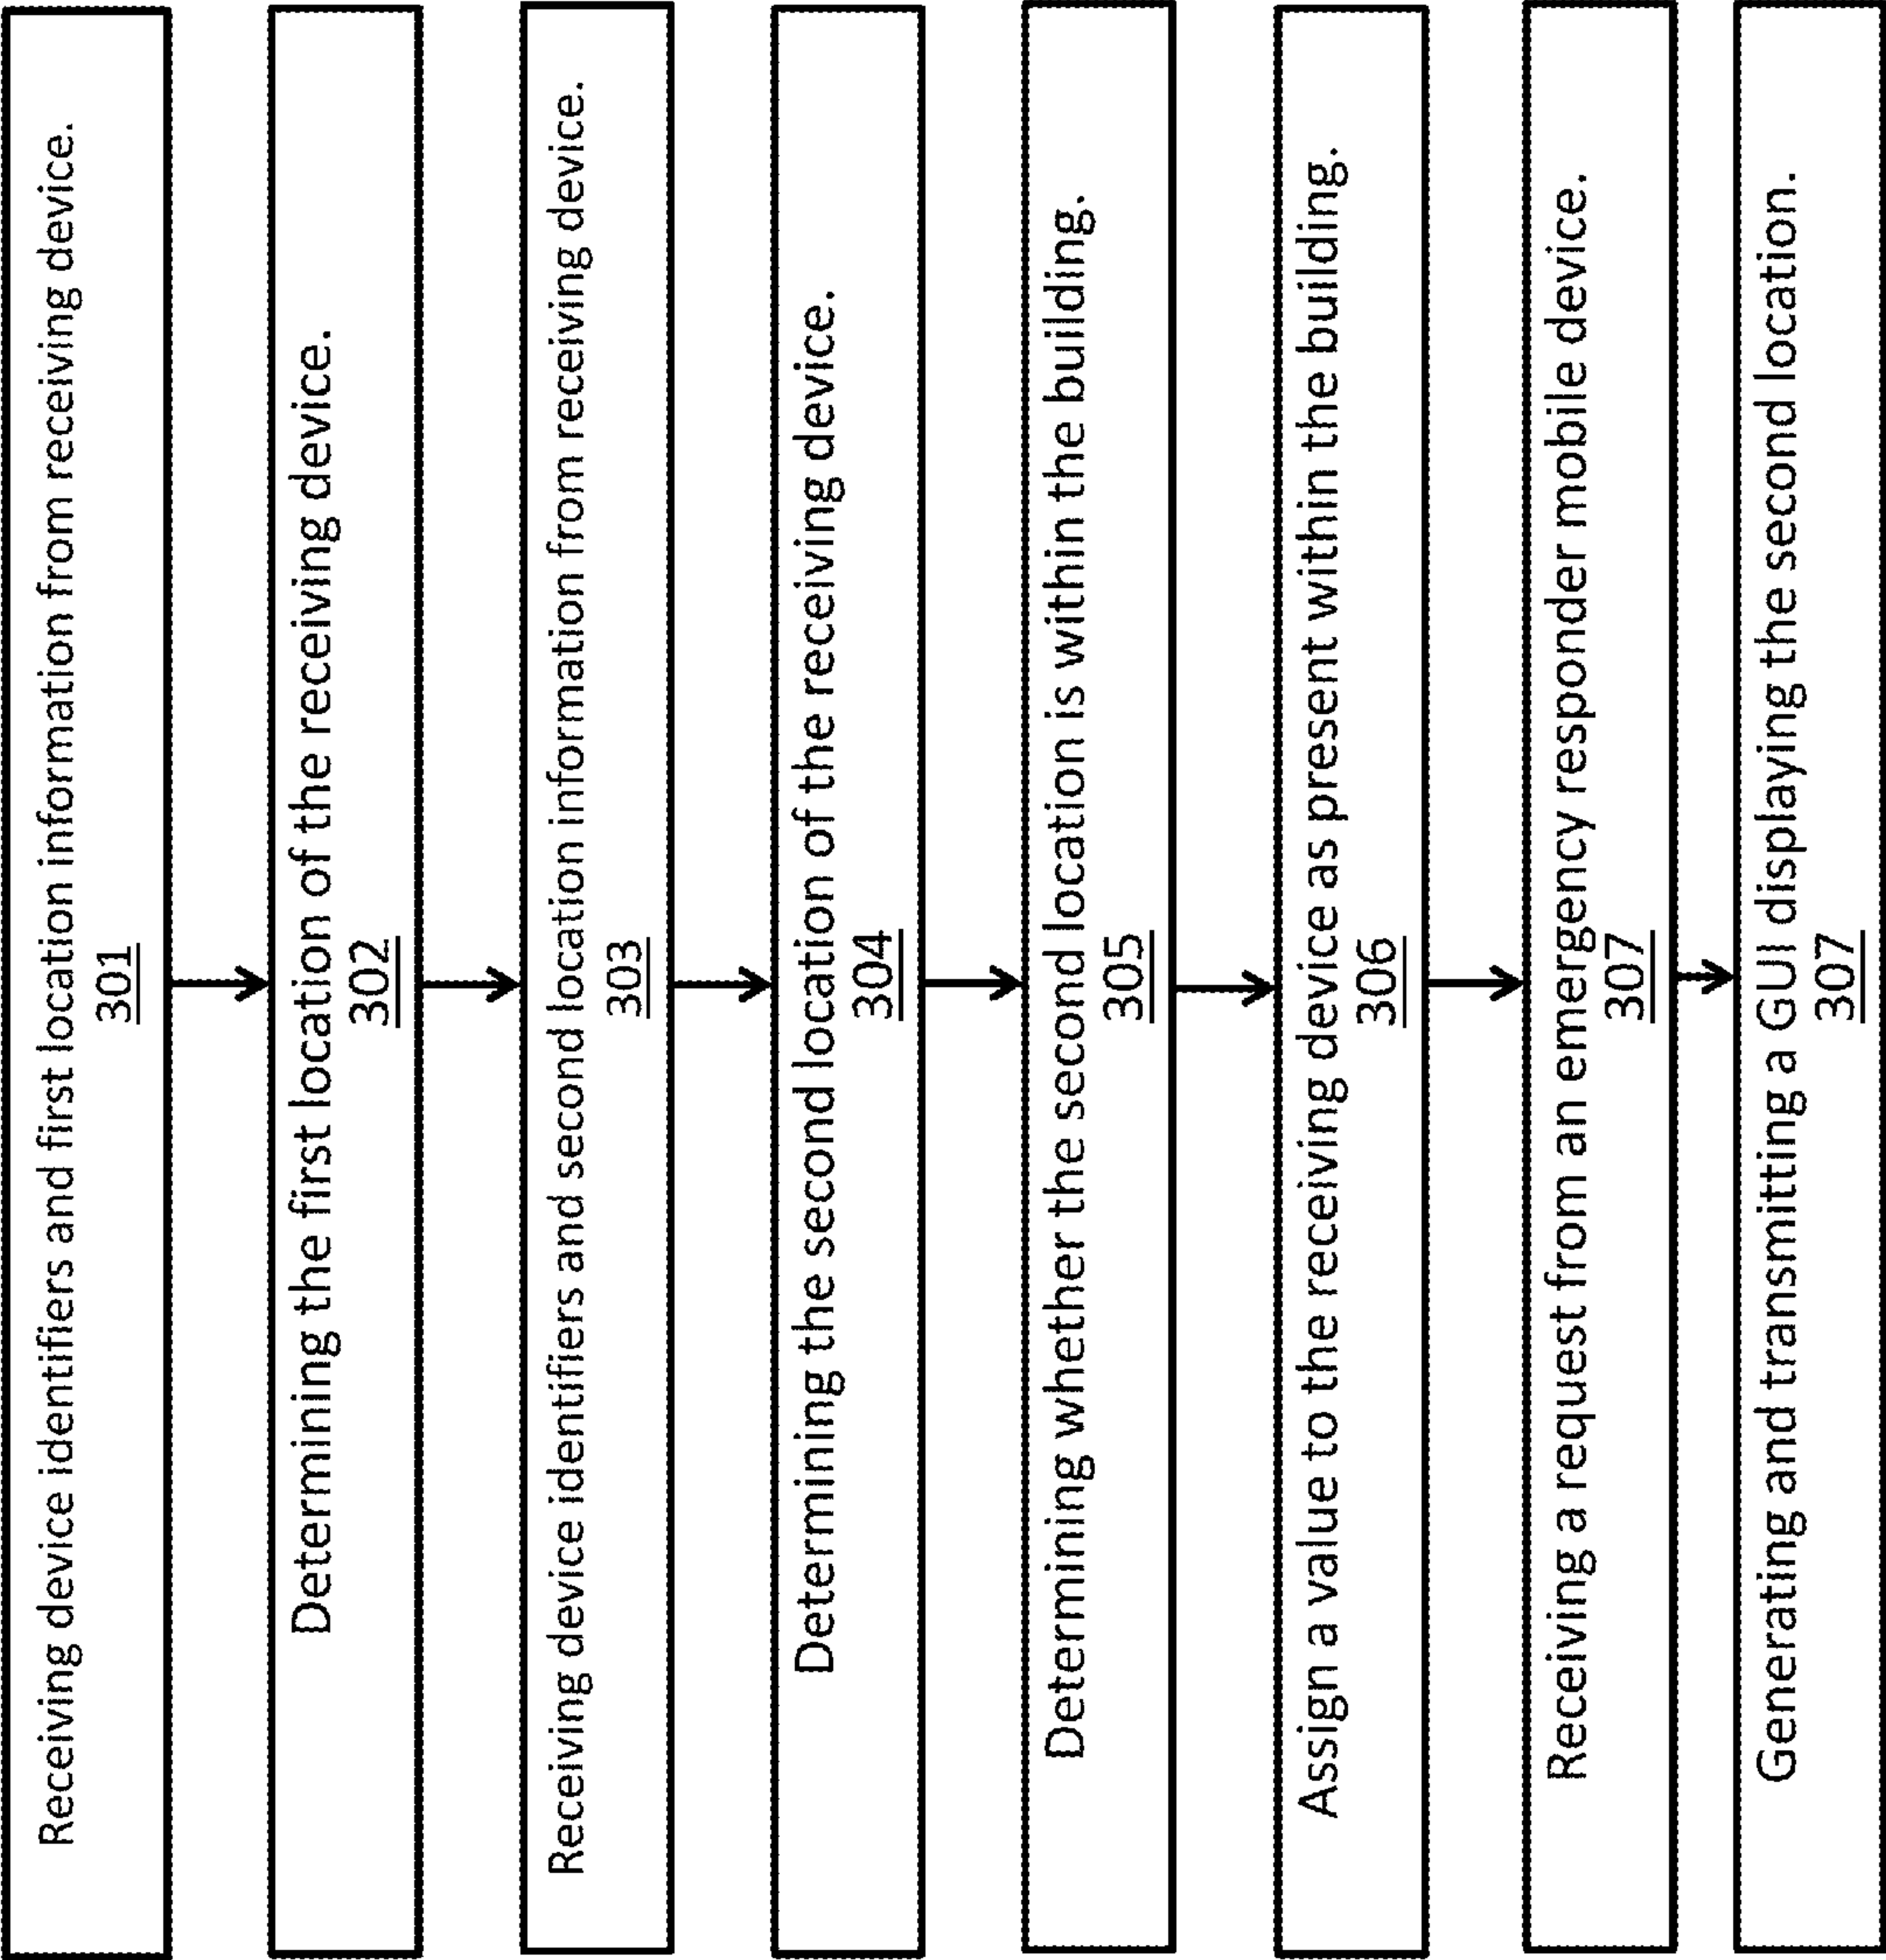 Receiving device identifiers and first location information from receiving device.
301
Determining the first location of the receiving device.
302
Receiving device identifiers and second location information from receiving device.
303
Determining the second location of the receiving device.
304
Determining whether the second location is within the building.
305
Assign a value to the receiving device as present within the building.
306
Receiving a request from an emergency responder mobile device.
307
Generating and transmitting a GUI displaying the second location.
307